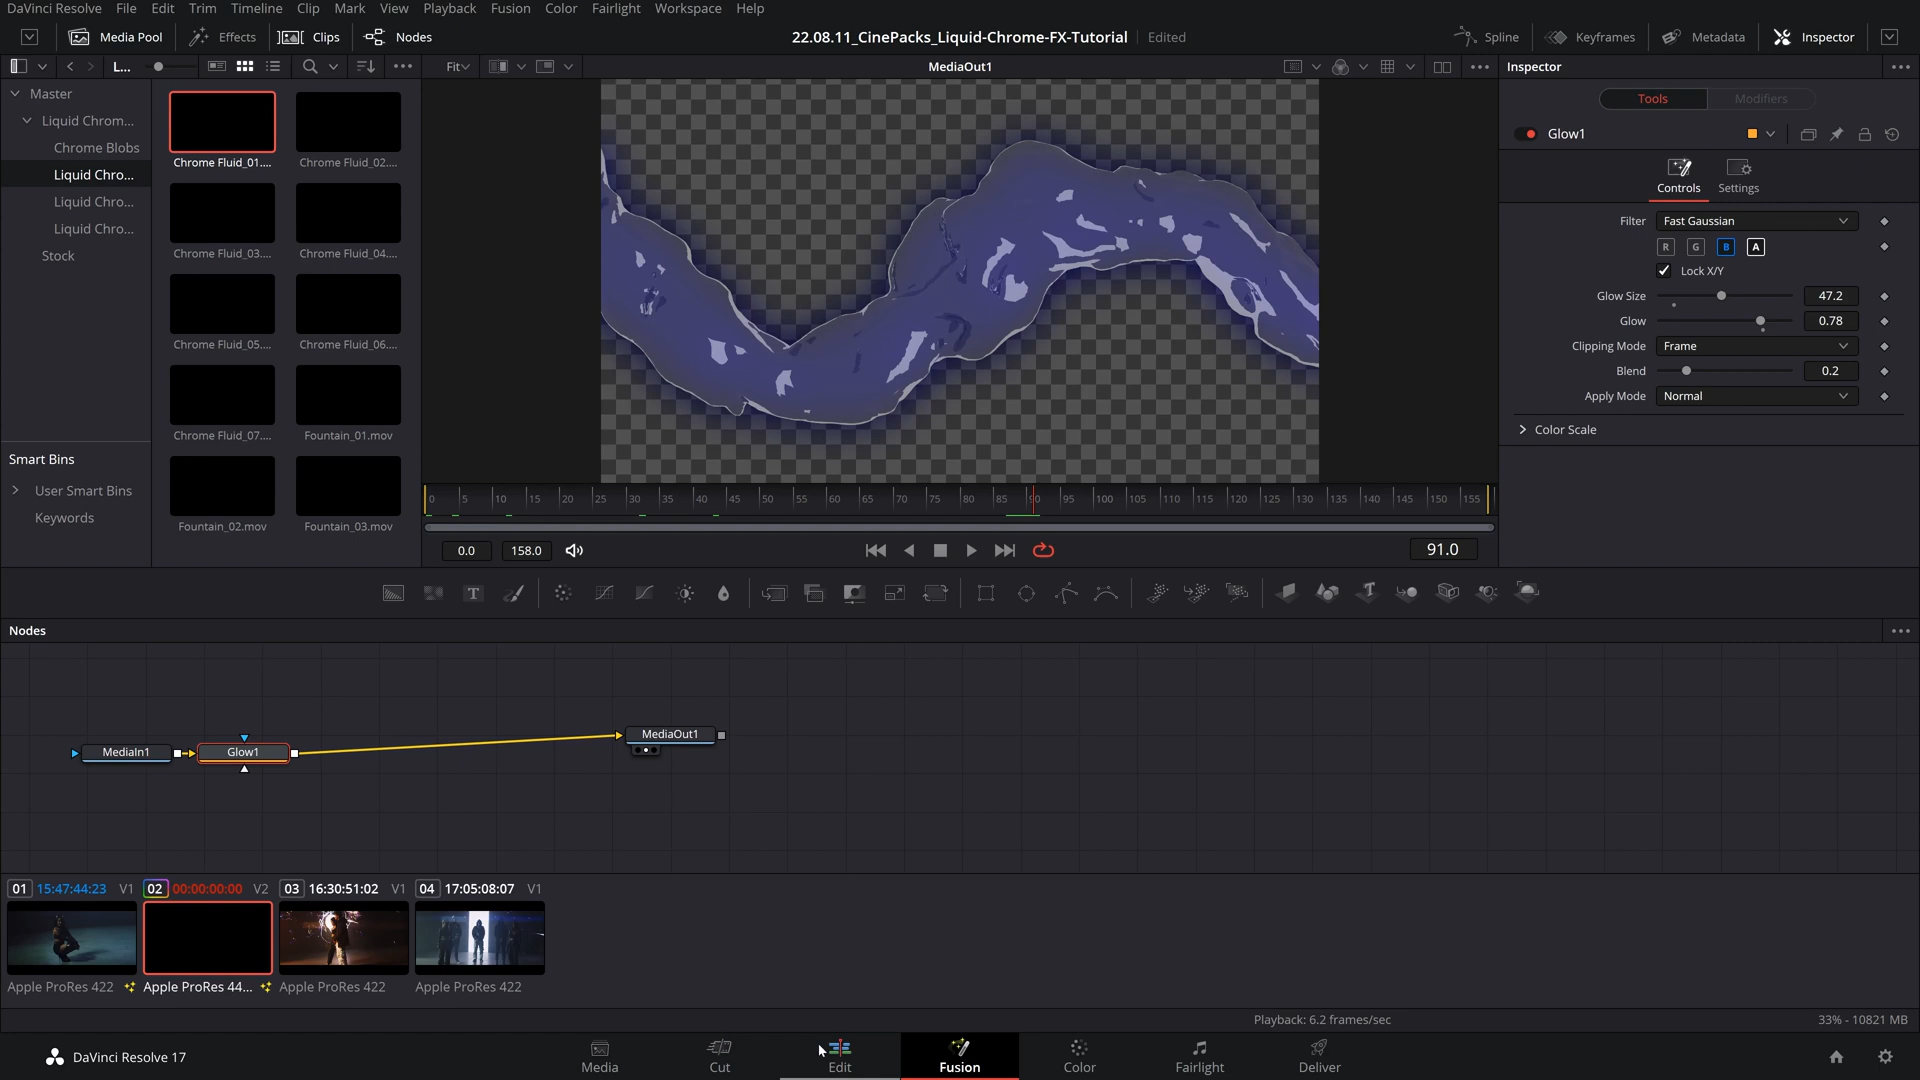 DaVinci Resolve File Edit Trim Timeline Clip Mark View Playback Fusion Color Fairlight Workspace Help
Media Pool Effects Clips Nodes 22.08.11_CinePacks_Liquid-Chrome-FX-Tutorial Edited Spline Keyframes Metadata Inspector
L... Fit MediaOut1 Inspector
Master
Liquid Chrom...
Chrome Blobs
Liquid Chro...
Liquid Chro...
Liquid Chro...
Stock
Smart Bins
User Smart Bins
Keywords
Chrome Fluid_01.... Chrome Fluid_02....
Chrome Fluid_03.... Chrome Fluid_04....
Chrome Fluid_05.... Chrome Fluid_06....
Chrome Fluid_07.... Fountain_01.mov
Fountain_02.mov Fountain_03.mov
0 5 10 15 20 25 30 35 40 45 50 55 60 65 70 75 80 85 90 95 100 105 110 115 120 125 130 135 140 145 150 155
0.0 158.0 91.0
Tools Modifiers
Glow1
Controls Settings
Filter Fast Gaussian
R G B A
Lock X/Y
Glow Size 47.2
Glow 0.78
Clipping Mode Frame
Blend 0.2
Apply Mode Normal
Color Scale
T T
Nodes
MediaIn1 Glow1 MediaOut1
01 15:47:44:23 V1 02 00:00:00:00 V2 03 16:30:51:02 V1 04 17:05:08:07 V1
Apple ProRes 422 Apple ProRes 44... Apple ProRes 422 Apple ProRes 422
Playback: 6.2 frames/sec 33% - 10821 MB
DaVinci Resolve 17 Media Cut Edit Fusion Color Fairlight Deliver